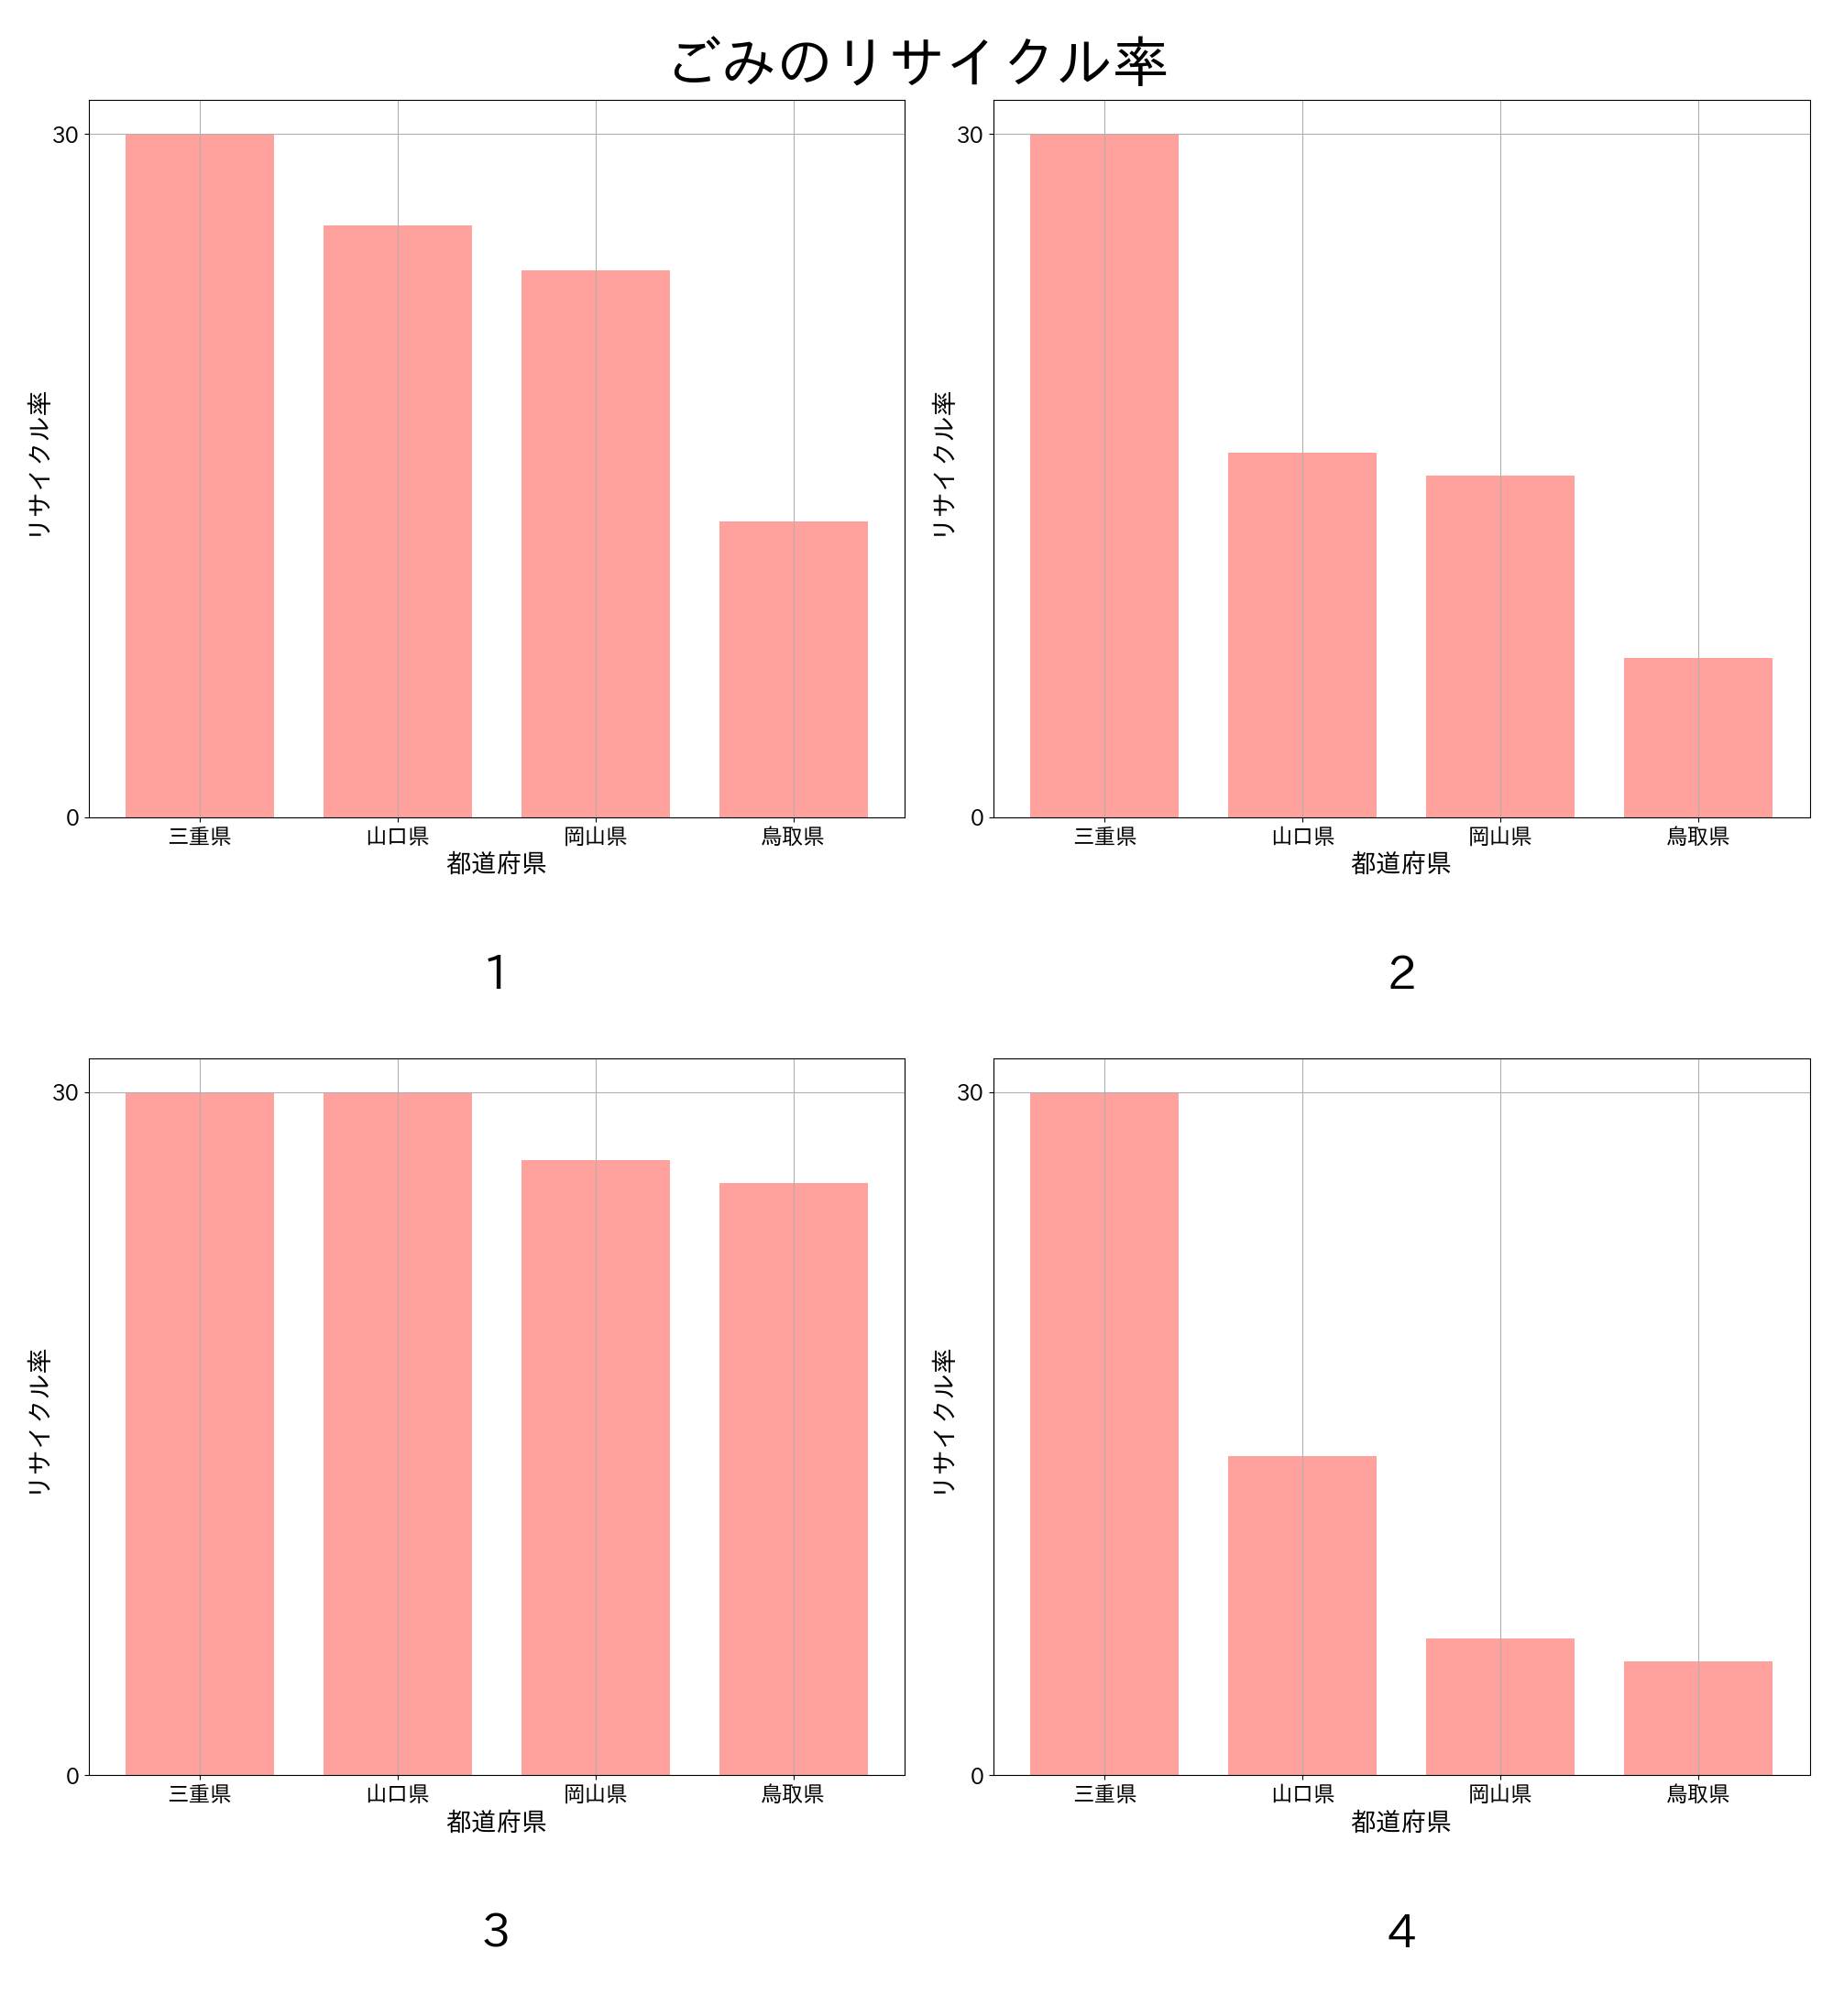 ごみのリサイクル率
30
0
リサイクル率
三重県 山口県 岡山県 鳥取県
都道府県
1
30
0
リサイクル率
三重県 山口県 岡山県 鳥取県
都道府県
2
30
0
リサイクル率
三重県 山口県 岡山県 鳥取県
都道府県
3
30
0
リサイクル率
三重県 山口県 岡山県 鳥取県
都道府県
4